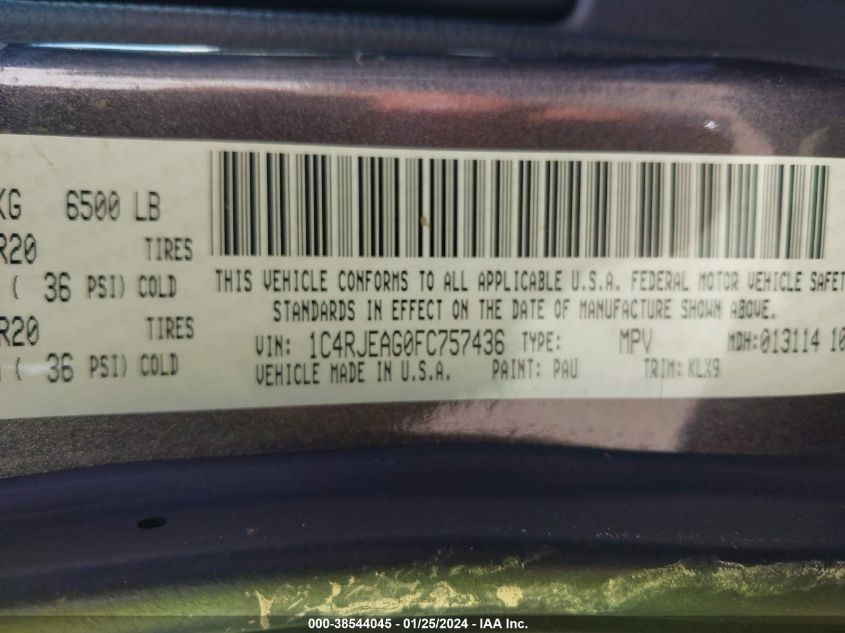 KG 6500 LB
R20 TIRES
( 36 PSI) COLD
R20 TIRES
( 36 PSI) COLD
THIS VEHICLE CONFORMS TO ALL APPLICABLE U.S.A. FEDERAL MOTOR VEHICLE SAFET
STANDARDS IN EFFECT ON THE DATE OF MANUFACTURE SHOWN ABOVE.
VIN: 1C4RJEAG0FC757436 TYPE: MPV MDH:013114 10
VEHICLE MADE IN U.S.A. PAINT: PAU TRIM: KLX9
000-38544045 - 01/25/2024 - IAA Inc.